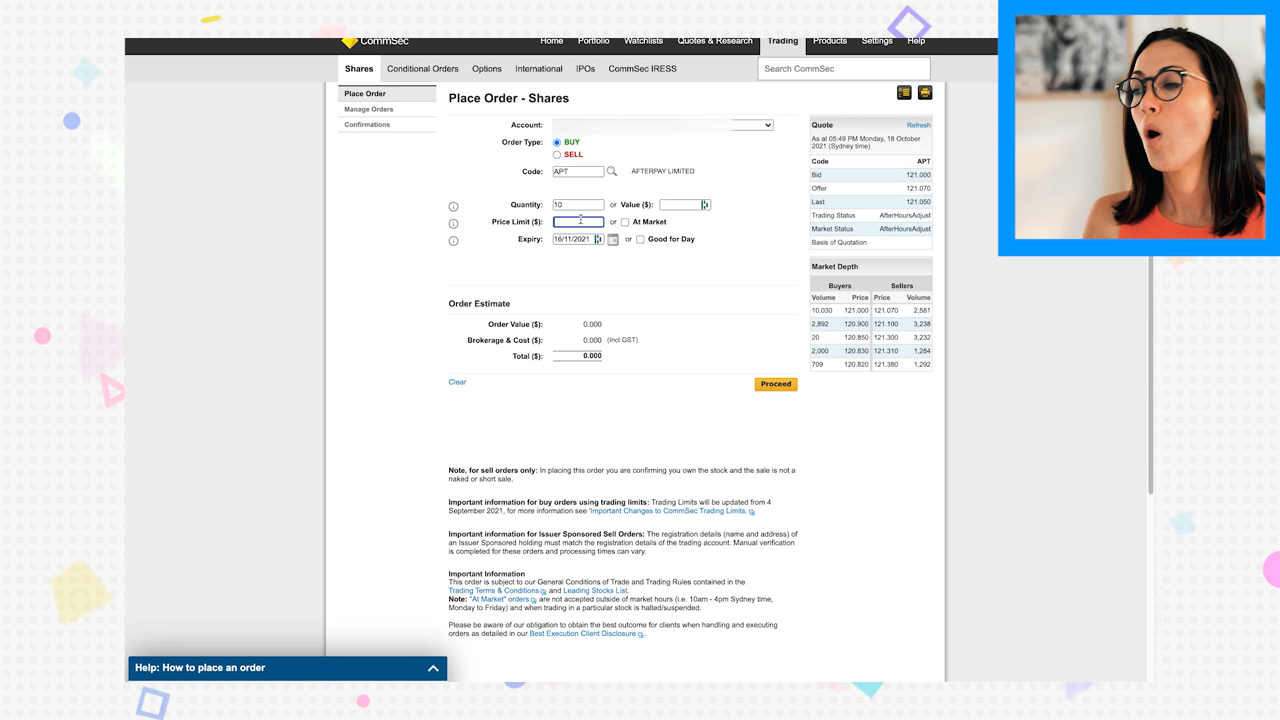 CommSec
Home Portfolio Watchlists Quotes & Research Trading Products Settings Help
Shares Conditional Orders Options International IPOs CommSec IRESS Search CommSec
Place Order
Manage Orders
Confirmations
Place Order - Shares
Account:
Order Type: BUY
SELL
Code: APT AFTERPAY LIMITED
Quantity: 10 or Value ($):
Price Limit ($): or At Market
Expiry: 16/11/2021 or Good for Day
Order Estimate
Order Value ($): 0.000
Brokerage & Cost ($): 0.000 (Incl GST)
Total ($): 0.000
Clear
Proceed
Note, for sell orders only: In placing this order you are confirming you own the stock and the sale is not a
naked or short sale.
Important information for buy orders using trading limits: Trading Limits will be updated from 4
September 2021, for more information see 'Important Changes to CommSec Trading Limits.
Important information for Issuer Sponsored Sell Orders: The registration details (name and address) of
an Issuer Sponsored holding must match the registration details of the trading account. Manual verification
is completed for these orders and processing times can vary.
Important Information
This order is subject to our General Conditions of Trade and Trading Rules contained in the
Trading Terms & Conditions and Leading Stocks List.
Note: "At Market" orders are not accepted outside of market hours (i.e. 10am - 4pm Sydney time,
Monday to Friday) and when trading in a particular stock is halted/suspended.
Please be aware of our obligation to obtain the best outcome for clients when handling and executing
orders as detailed in our Best Execution Client Disclosure.
Quote Refresh
As at 05:49 PM Monday, 18 October
2021 (Sydney time)
Code APT
Bid 121.000
Offer 121.070
Last 121.050
Trading Status AfterHoursAdjust
Market Status AfterHoursAdjust
Basis of Quotation
Market Depth
Buyers Sellers
Volume Price Price Volume
10,030 121.000 121.070 2,581
2,892 120.900 121.100 3,238
20 120.850 121.300 3,232
2,000 120.830 121.310 1,284
709 120.820 121.380 1,292
Help: How to place an order